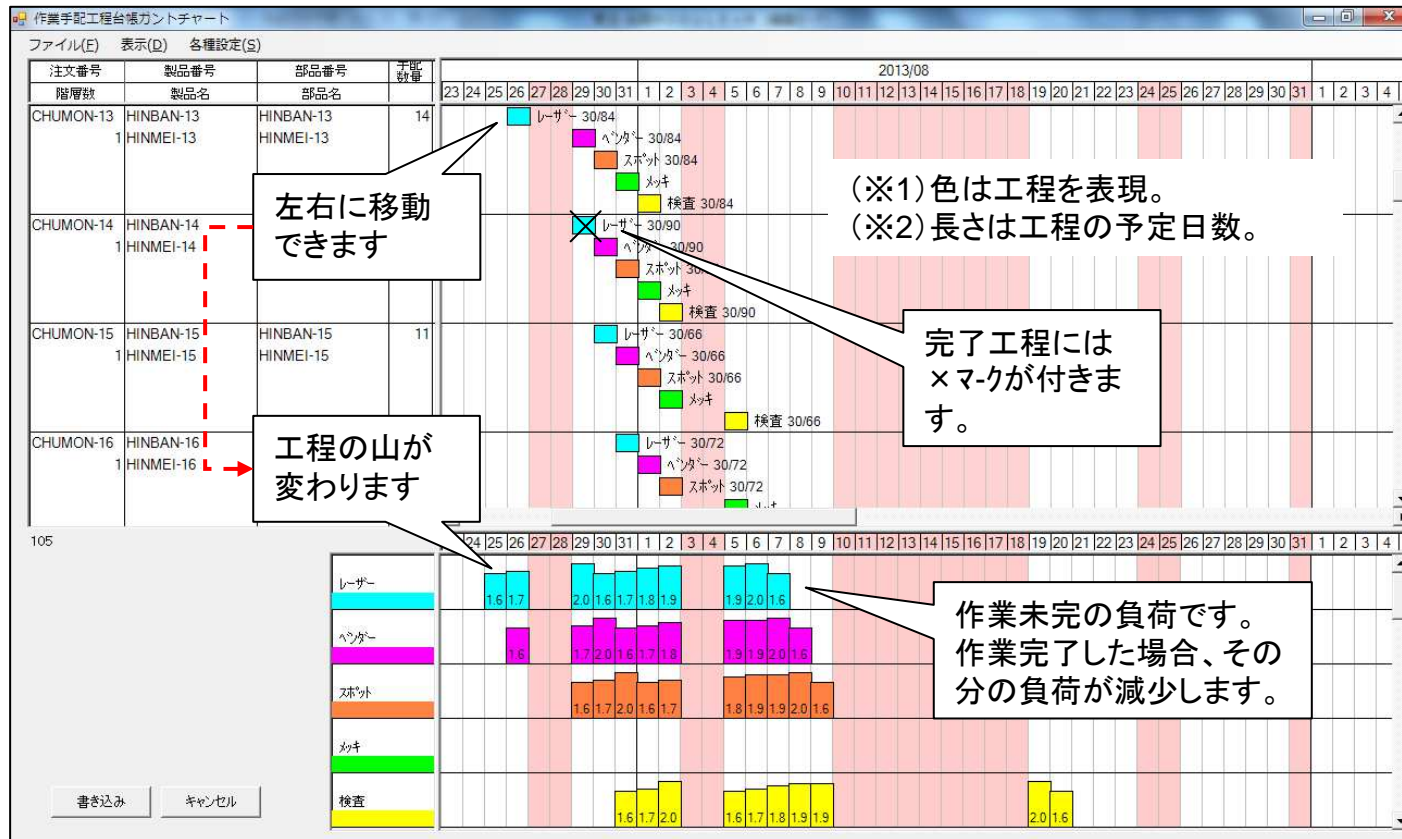 作業手配工程台帳ガントチャート
ファイル(F) 表示(D) 各種設定(S)
注文番号 製品番号 部品番号 手配数量
階層数 製品名 部品名
2013/08
23 24 25 26 27 28 29 30 31 1 2 3 4 5 6 7 8 9 10 11 12 13 14 15 16 17 18 19 20 21 22 23 24 25 26 27 28 29 30 31 1 2 3 4
CHUMON-13 HINBAN-13 HINBAN-13 14
1 HINMEI-13 HINMEI-13
レーザー 30/84
ベンダー 30/84
スポット 30/84
メッキ
検査 30/84
左右に移動
できます
(※1)色は工程を表現。
(※2)長さは工程の予定日数。
CHUMON-14 HINBAN-14
1 HINMEI-14
レーザー 30/90
ベンダー 30/90
スポット 30/
メッキ
検査 30/90
完了工程には
×マークが付きま
す。
CHUMON-15 HINBAN-15 HINBAN-15 11
1 HINMEI-15 HINMEI-15
レーザー 30/66
ベンダー 30/66
スポット 30/66
メッキ
検査 30/66
CHUMON-16 HINBAN-16
1 HINMEI-16
レーザー 30/72
ベンダー 30/72
スポット 30/72
工程の山が
変わります
105
24 25 26 27 28 29 30 31 1 2 3 4 5 6 7 8 9 10 11 12 13 14 15 16 17 18 19 20 21 22 23 24 25 26 27 28 29 30 31 1 2 3 4
レーザー
1.6 1.7 2.0 1.6 1.7 1.8 1.9 1.9 2.0 1.6
ベンダー
1.6 1.7 2.0 1.6 1.7 1.8 1.9 1.9 2.0 1.6
スポット
1.6 1.7 2.0 1.6 1.7 1.8 1.9 1.9 2.0 1.6
メッキ
検査
1.6 1.7 2.0 1.6 1.7 1.8 1.9 1.9 2.0 1.6
作業未完の負荷です。
作業完了した場合、その
分の負荷が減少します。
書き込み キャンセル